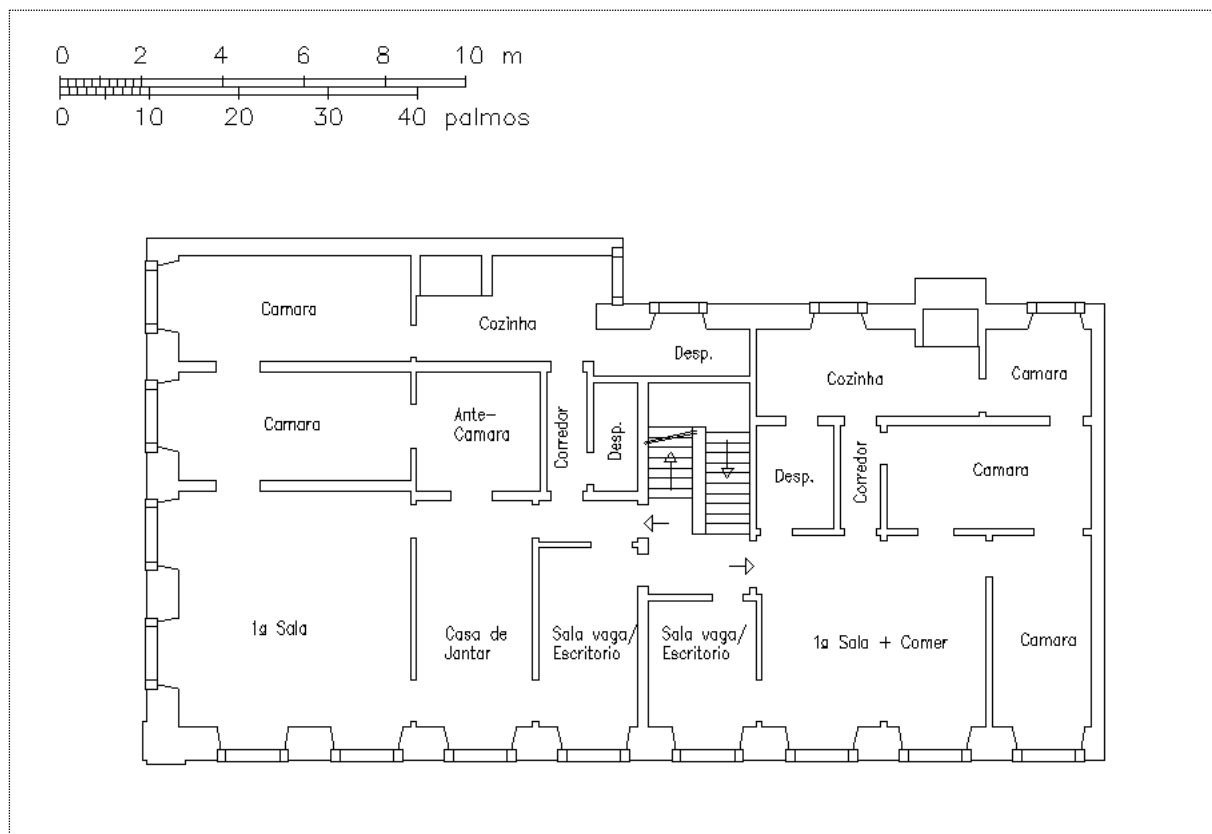 0 2 4 6 8 10 m
0 10 20 30 40 palmos
Camara
Cozinha
Desp.
Cozinha
Camara
Camara
Ante-
Camara
Corredor
Desp.
Desp.
Corredor
Camara
1ª Sala
Casa de
Jantar
Sala vaga/
Escritorio
Sala vaga/
Escritorio
1ª Sala + Comer
Camara